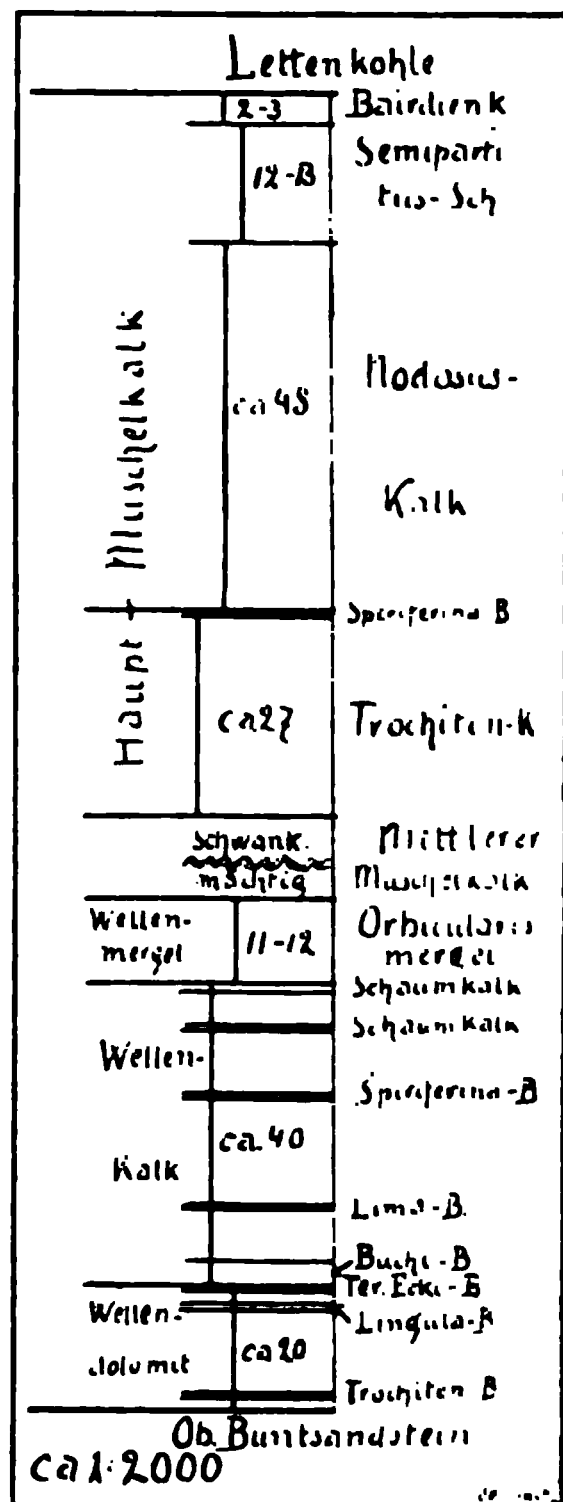 Lettenkohle
2-3 Bairdienk
12-13 Semiparti
tus-Sch
Haupt-Muschelkalk
ca 45 Nodosus-
Kalk
Spiriferina B
ca 27 Trochiten-K
Schwank. Mittlerer
mächtig Muschelkalk
Wellen- 11-12 Orbicularis
mergel mergel
Schaumkalk
Schaumkalk
Wellen-
Spiriferina-B
ca. 40
Kalk
Lima-B.
Buchi-B
Ter. Ecki-B
Wellen- Lingula-B
ca 20
dolomit
Trochiten B
Ob. Buntsandstein
ca 1:2000